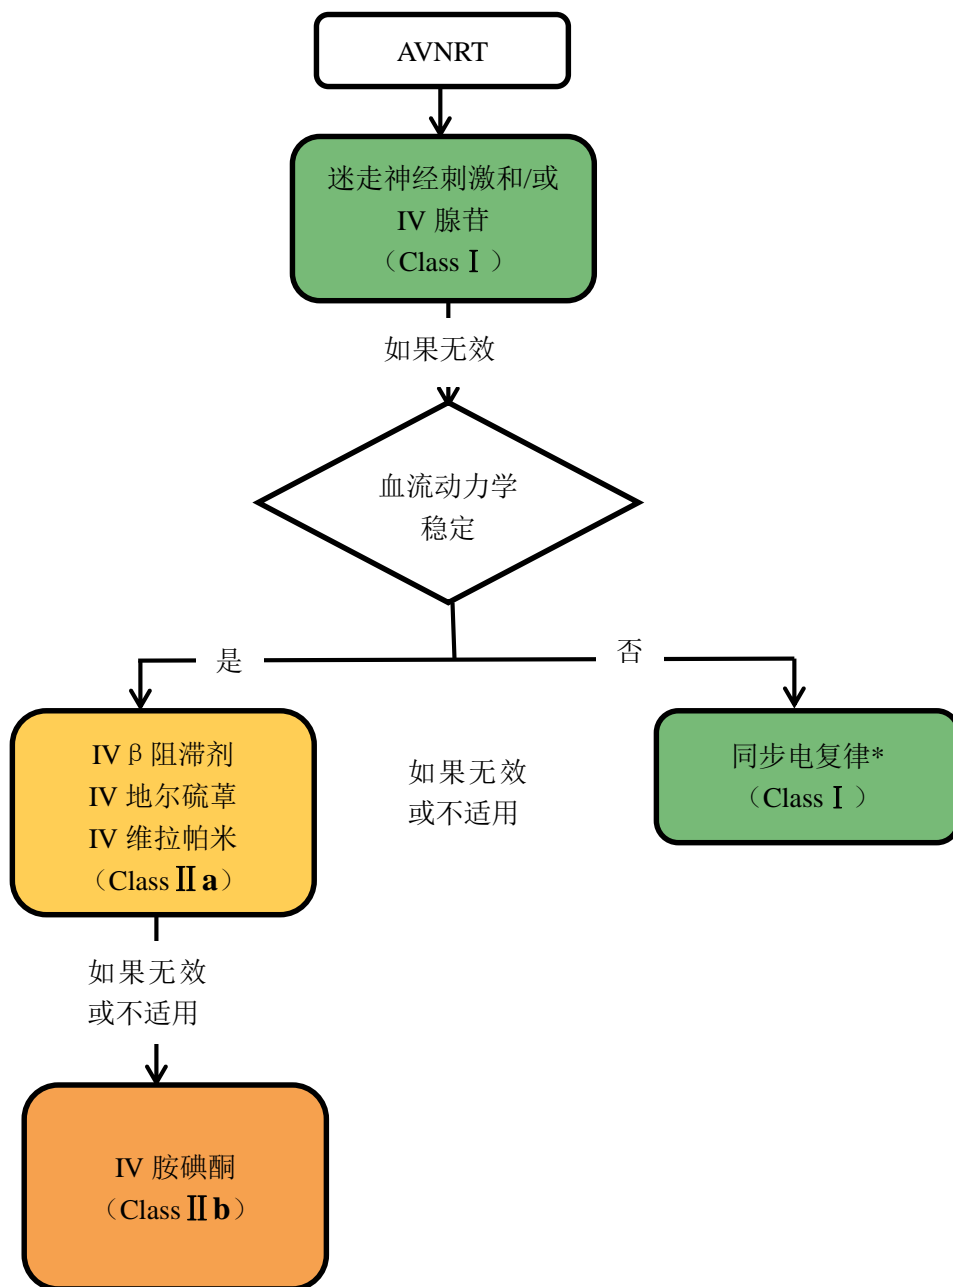 AVNRT
迷走神经刺激和/或
IV 腺苷
（Class Ⅰ）
如果无效
血流动力学
稳定
是
否
IV β 阻滞剂
IV 地尔硫䓬
IV 维拉帕米
（Class Ⅱa）
如果无效
或不适用
同步电复律*
（Class Ⅰ）
如果无效
或不适用
IV 胺碘酮
（Class Ⅱb）